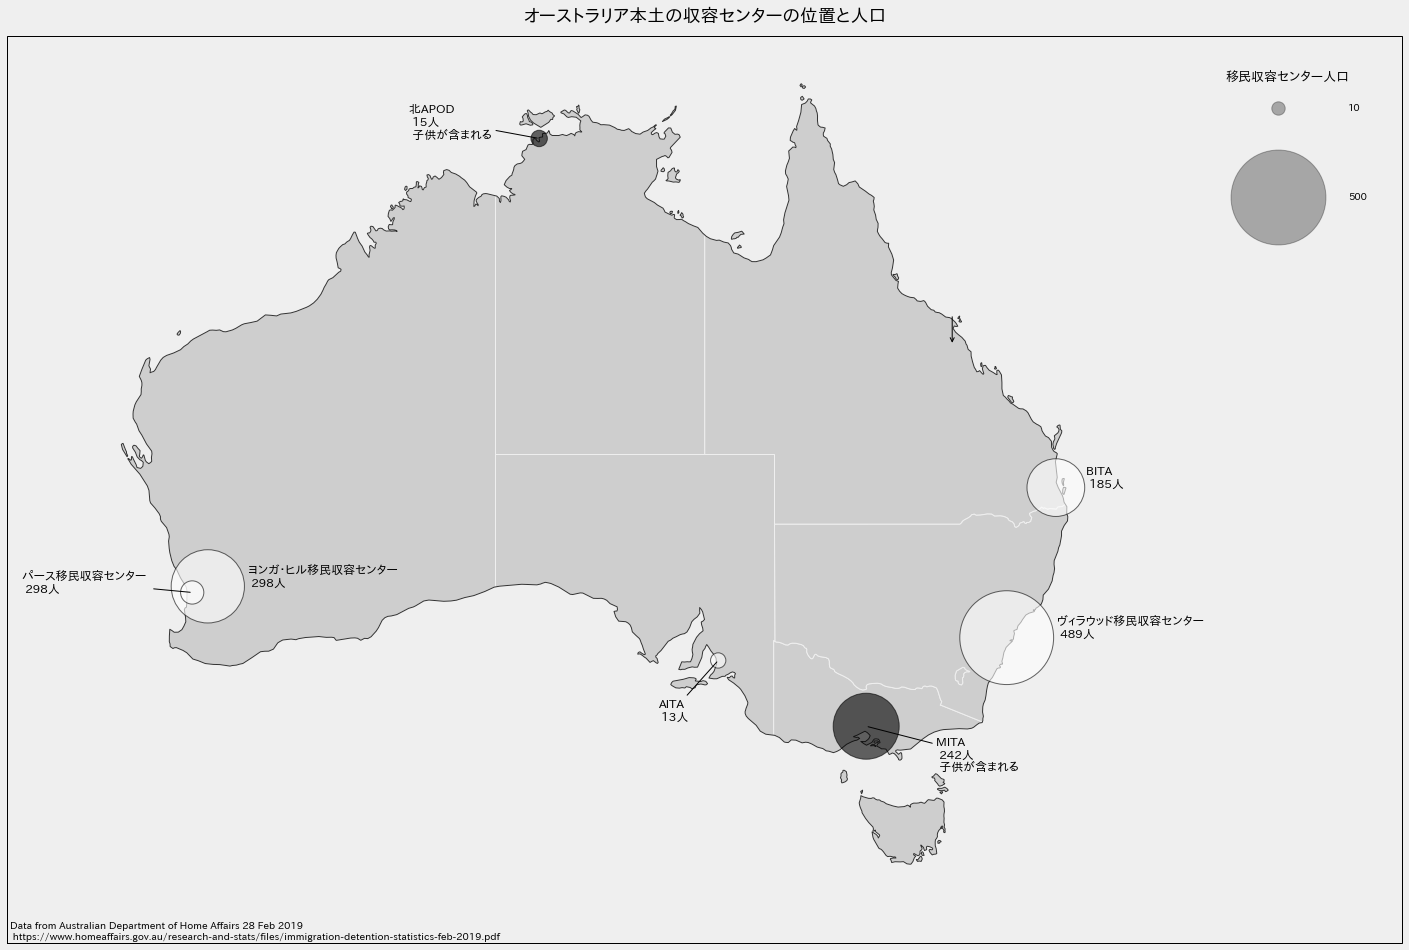 オーストラリア本土の収容センターの位置と人口
移民収容センター人口
10
500
北APOD
15人
子供が含まれる
BITA
185人
パース移民収容センター
298人
ヨンガ・ヒル移民収容センター
298人
ヴィラウッド移民収容センター
489人
AITA
13人
MITA
242人
子供が含まれる
Data from Australian Department of Home Affairs 28 Feb 2019
https://www.homeaffairs.gov.au/research-and-stats/files/immigration-detention-statistics-feb-2019.pdf